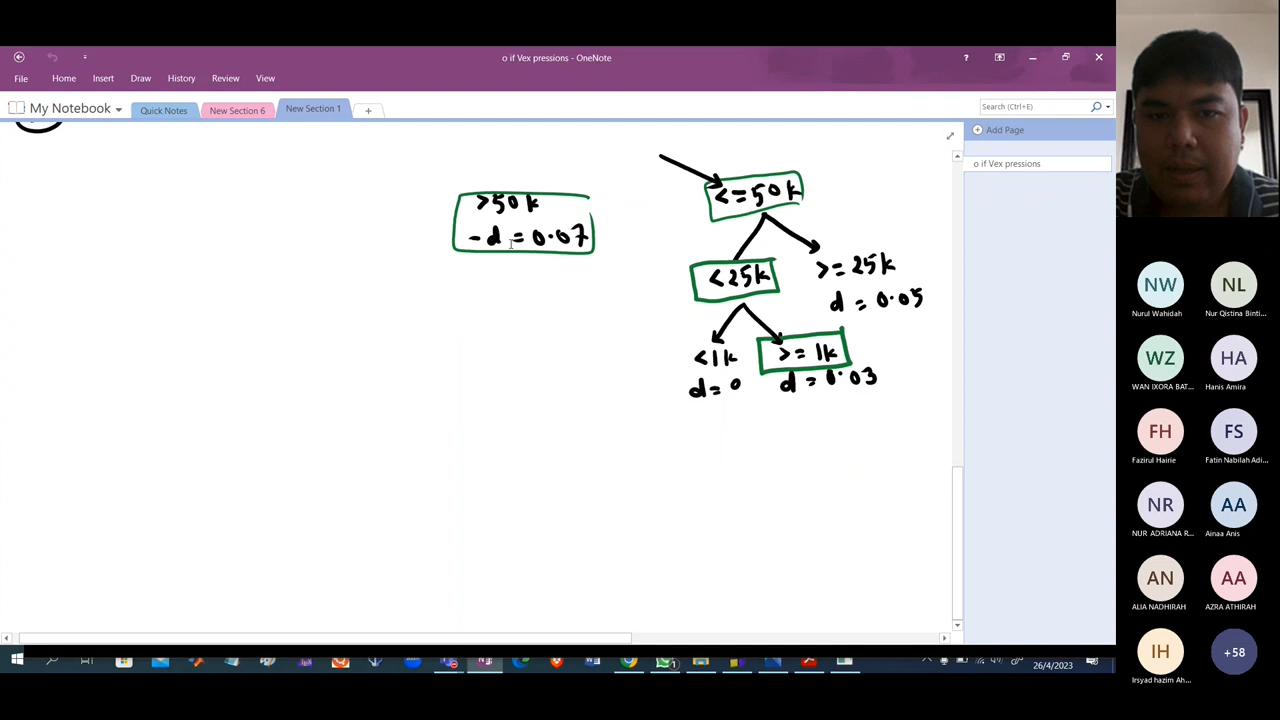 o if Vex pressions - OneNote
?
File
Home
Insert
Draw
History
Review
View
My Notebook
Quick Notes
New Section 6
New Section 1
+
Search (Ctrl+E)
Add Page
o if Vex pressions
>50k
- d = 0.07
<=50k
<25k
>= 25k
d = 0.05
<1k
>= 1k
d = 0
d = 0.03
NW
NL
Nurul Wahidah
Nur Qistina Binti...
WZ
HA
WAN IXORA BAT...
Hanis Amira
FH
FS
Fazirul Hairie
Fatin Nabilah Adi...
NR
AA
NUR ADRIANA R...
Ainaa Anis
AN
AA
ALIA NADHIRAH
AZRA ATHIRAH
IH
+58
Irsyad hazim Ah...
26/4/2023